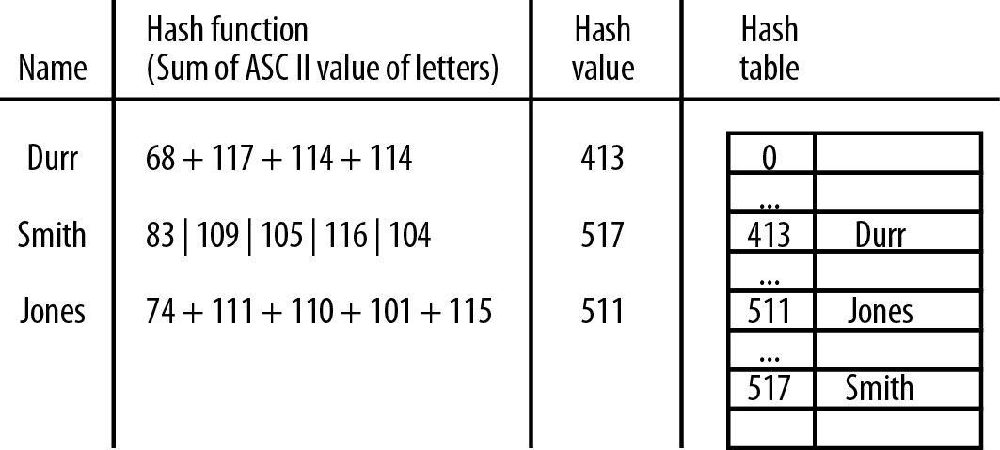 Name
Hash function
(Sum of ASC II value of letters)
Hash
value
Hash
table
Durr 68 + 117 + 114 + 114 413
Smith 83 | 109 | 105 | 116 | 104 517
Jones 74 + 111 + 110 + 101 + 115 511
0
...
413 Durr
...
511 Jones
...
517 Smith